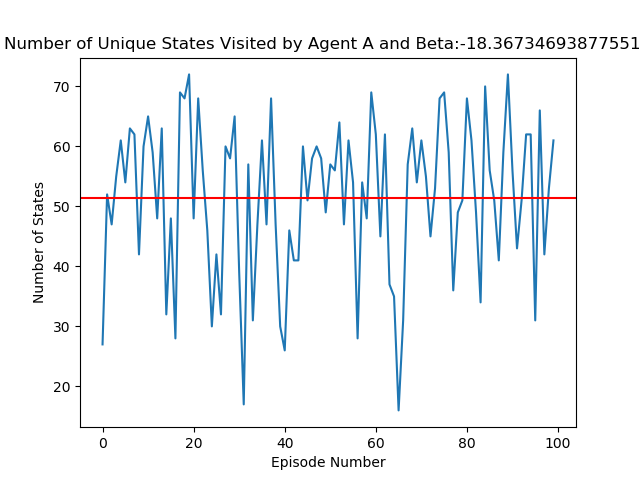 Number of Unique States Visited by Agent A and Beta:-18.36734693877551
70
60
50
40
30
20
Number of States
0 20 40 60 80 100
Episode Number